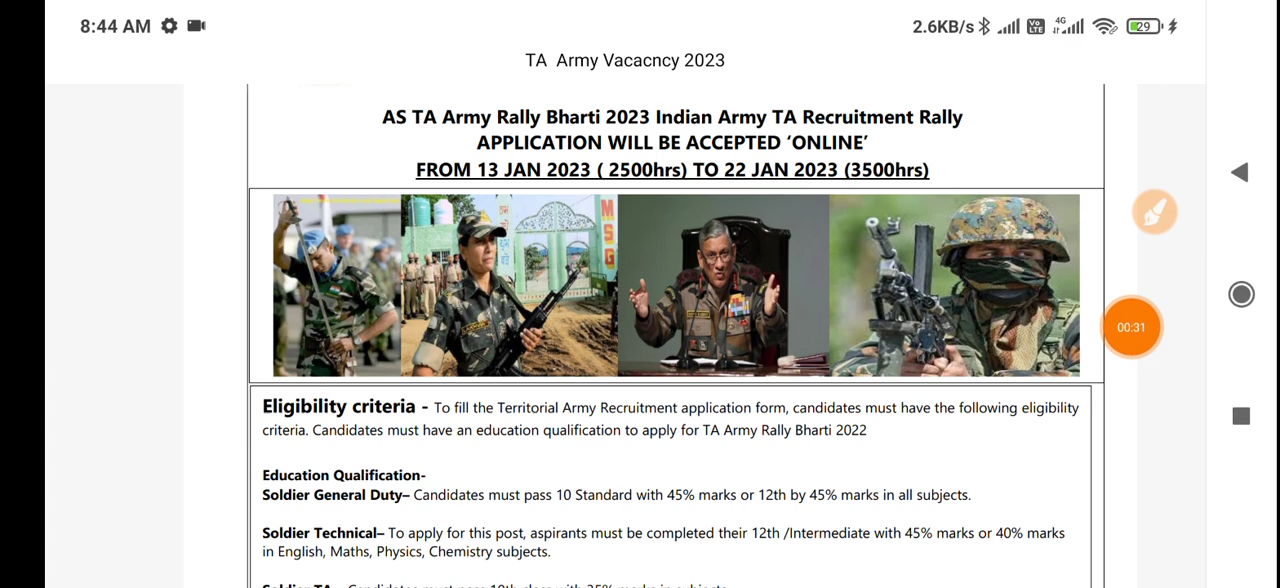 8:44 AM
2.6KB/s
Vo
LTE
4G
29
TA Army Vacacncy 2023
AS TA Army Rally Bharti 2023 Indian Army TA Recruitment Rally
APPLICATION WILL BE ACCEPTED ‘ONLINE’
FROM 13 JAN 2023 ( 2500hrs) TO 22 JAN 2023 (3500hrs)
MSG
00:31
Eligibility criteria - To fill the Territorial Army Recruitment application form, candidates must have the following eligibility
criteria. Candidates must have an education qualification to apply for TA Army Rally Bharti 2022
Education Qualification-
Soldier General Duty– Candidates must pass 10 Standard with 45% marks or 12th by 45% marks in all subjects.
Soldier Technical– To apply for this post, aspirants must be completed their 12th /Intermediate with 45% marks or 40% marks
in English, Maths, Physics, Chemistry subjects.